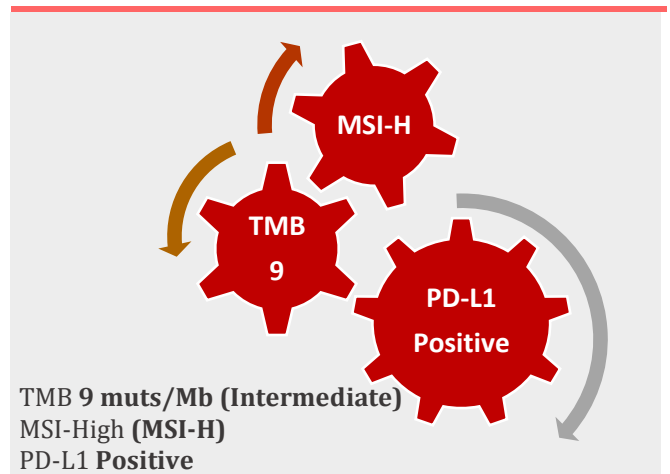 MSI-H
TMB
9
PD-L1
Positive
TMB 9 muts/Mb (Intermediate)
MSI-High (MSI-H)
PD-L1 Positive